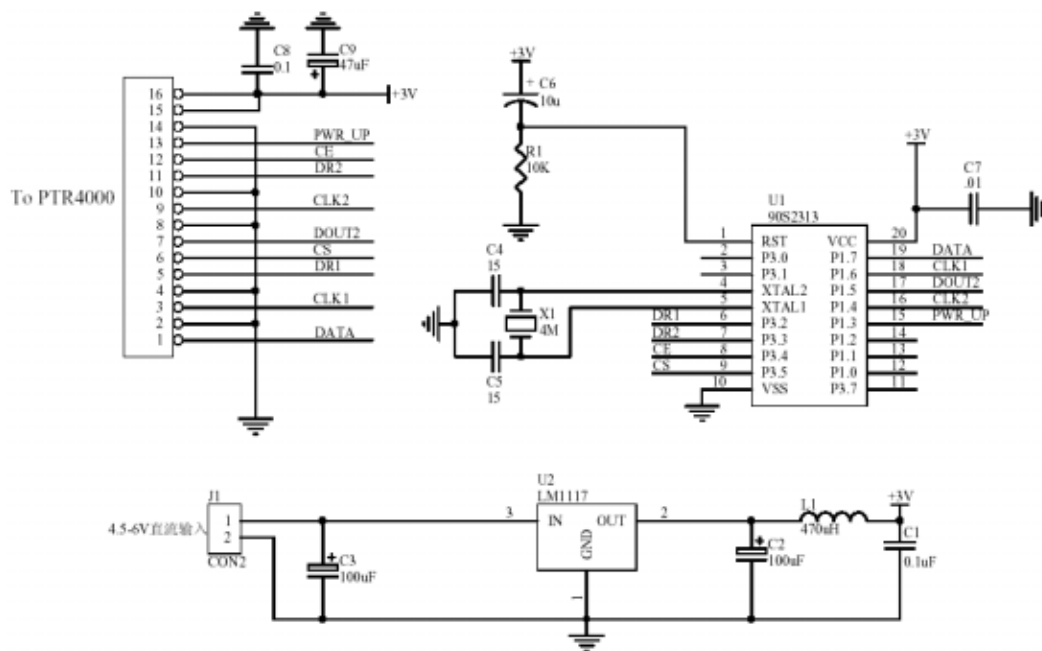 C8
0.1
C9
47uF
+3V
To PTR4000
16
15
14
13
12
11
10
9
8
7
6
5
4
3
2
1
PWR_UP
CE
DR2
CLK2
DOUT2
CS
DR1
CLK1
DATA
+3V
+
C6
10u
R1
10K
+3V
C7
.01
U1
90S2313
1 RST VCC 20
2 P3.0 P1.7 19 DATA
3 P3.1 P1.6 18 CLK1
4 XTAL2 P1.5 17 DOUT2
5 XTAL1 P1.4 16 CLK2
DR1 6 P3.2 P1.3 15 PWR_UP
DR2 7 P3.3 P1.2 14
CE 8 P3.4 P1.1 13
CS 9 P3.5 P1.0 12
10 VSS P3.7 11
C4
15
X1
4M
C5
15
J1
4.5-6V直流输入
1
2
CON2
+
C3
100uF
U2
LM1117
3 IN OUT 2
GND
1
+
C2
100uF
L1
470uH
+3V
C1
0.1uF